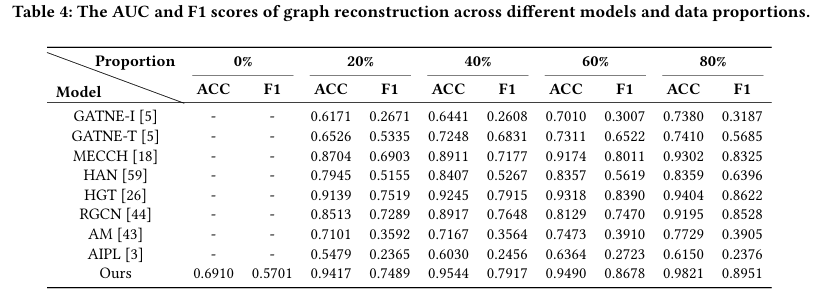 Table 4: The AUC and F1 scores of graph reconstruction across different models and data proportions.
Proportion 0% 20% 40% 60% 80%
Model ACC F1 ACC F1 ACC F1 ACC F1 ACC F1
GATNE-I [5] - - 0.6171 0.2671 0.6441 0.2608 0.7010 0.3007 0.7380 0.3187
GATNE-T [5] - - 0.6526 0.5335 0.7248 0.6831 0.7311 0.6522 0.7410 0.5685
MECCH [18] - - 0.8704 0.6903 0.8911 0.7177 0.9174 0.8011 0.9302 0.8325
HAN [59] - - 0.7945 0.5155 0.8407 0.5267 0.8357 0.5619 0.8359 0.6396
HGT [26] - - 0.9139 0.7519 0.9245 0.7915 0.9318 0.8390 0.9404 0.8622
RGCN [44] - - 0.8513 0.7289 0.8917 0.7648 0.8129 0.7470 0.9195 0.8528
AM [43] - - 0.7101 0.3592 0.7167 0.3564 0.7473 0.3910 0.7729 0.3905
AIPL [3] - - 0.5479 0.2365 0.6030 0.2456 0.6364 0.2723 0.6150 0.2376
Ours 0.6910 0.5701 0.9417 0.7489 0.9544 0.7917 0.9490 0.8678 0.9821 0.8951